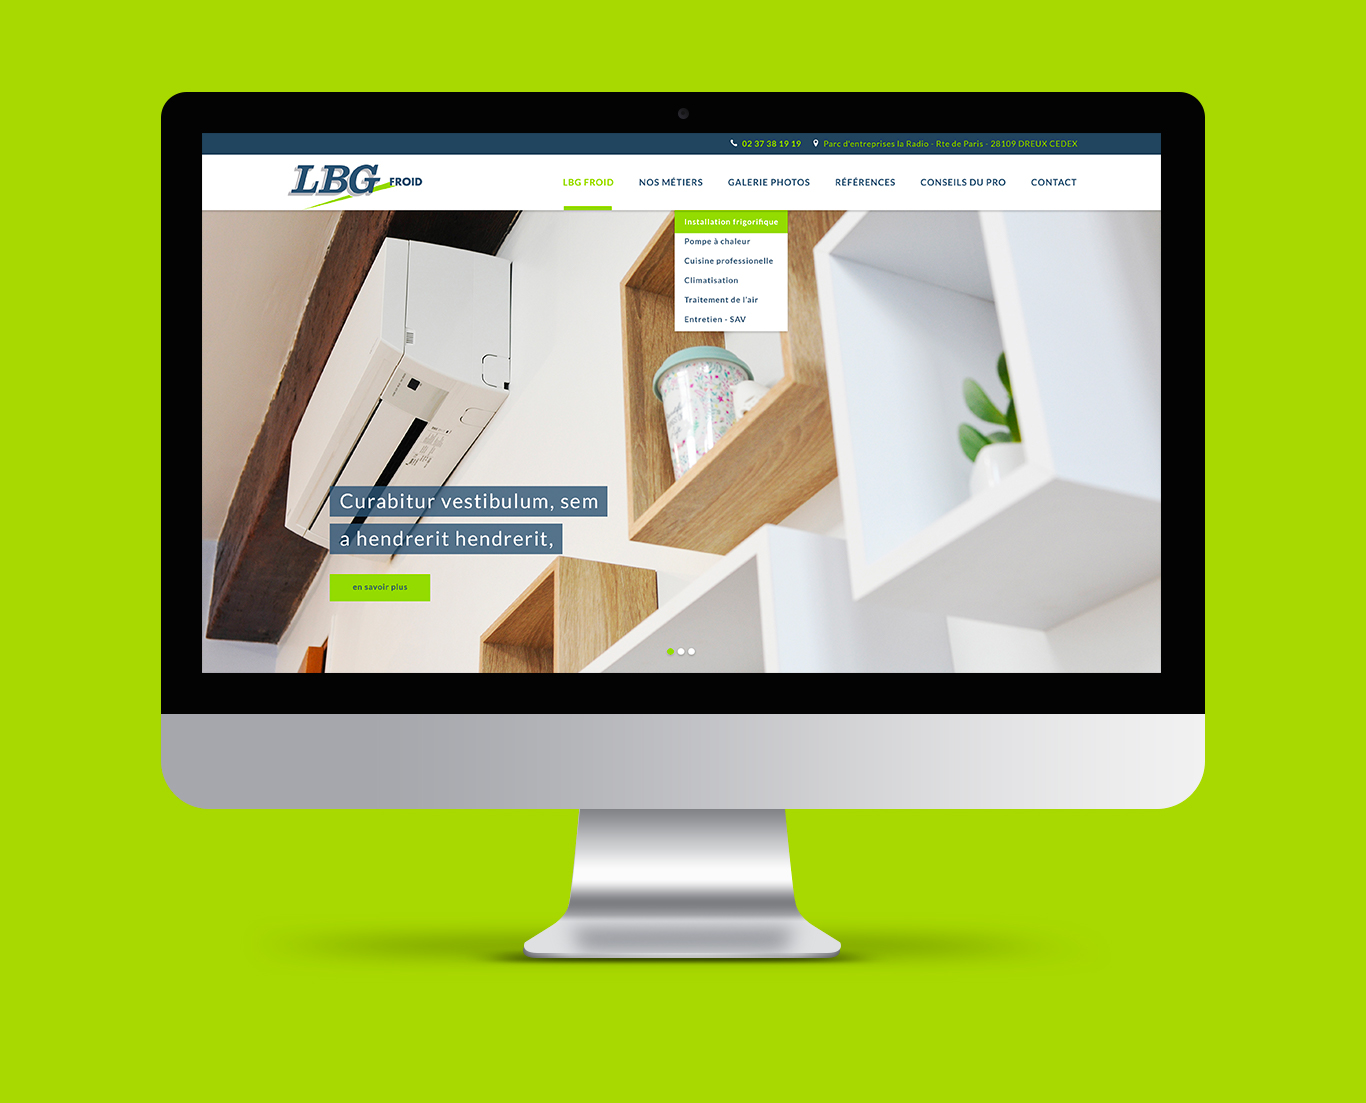 02 37 38 19 19 Parc d'entreprises la Radio - Rte de Paris - 28109 DREUX CEDEX
LBG FROID
LBG FROID NOS MÉTIERS GALERIE PHOTOS RÉFÉRENCES CONSEILS DU PRO CONTACT
Installation frigorifique
Pompe à chaleur
Cuisine professionelle
Climatisation
Traitement de l'air
Entretien - SAV
Curabitur vestibulum, sem
a hendrerit hendrerit,
en savoir plus